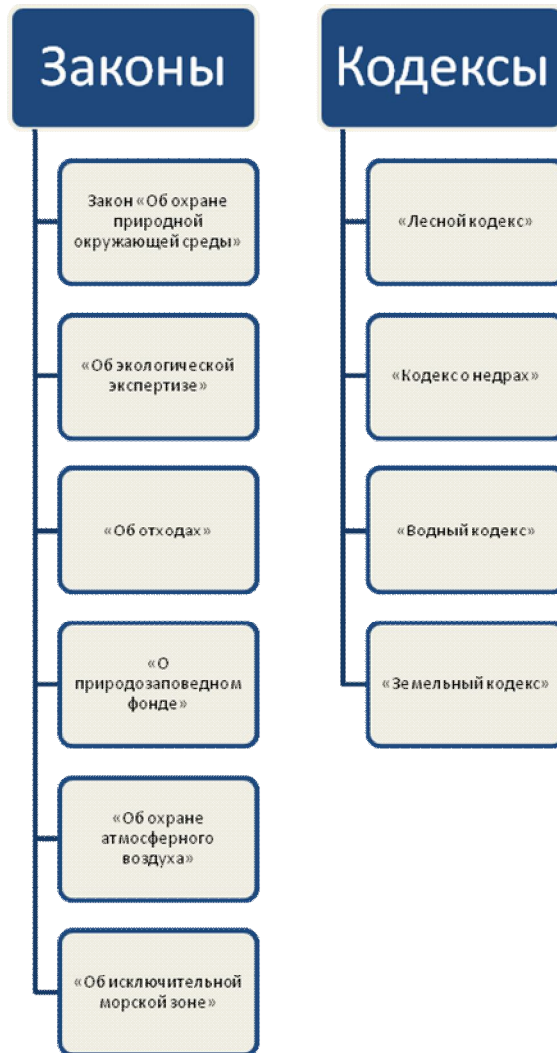 Законы
Закон «Об охране
природной
окружающей среды»
«Об экологической
экспертизе»
«Об отходах»
«О
природозаповедном
фонде»
«Об охране
атмосферного
воздуха»
«Об исключительной
морской зоне»
Кодексы
«Лесной кодекс»
«Кодекс о недрах»
«Водный кодекс»
«Земельный кодекс»